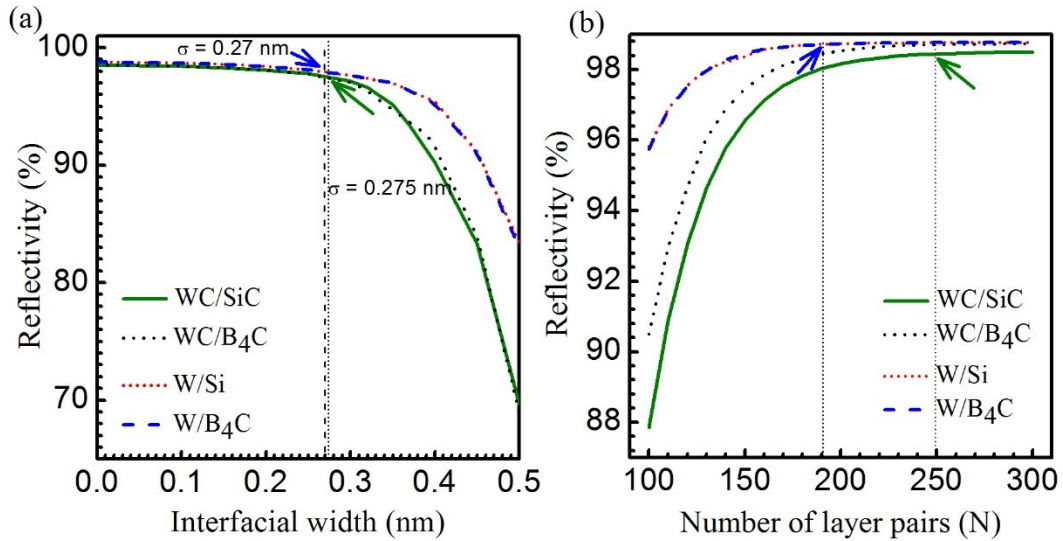 (a)
100
90
80
70
Reflectivity (%)
σ = 0.27 nm
σ = 0.275 nm
WC/SiC
WC/B₄C
W/Si
W/B₄C
0.0 0.1 0.2 0.3 0.4 0.5
Interfacial width (nm)
(b)
98
96
94
92
90
88
Reflectivity (%)
WC/SiC
WC/B₄C
W/Si
W/B₄C
100 150 200 250 300
Number of layer pairs (N)